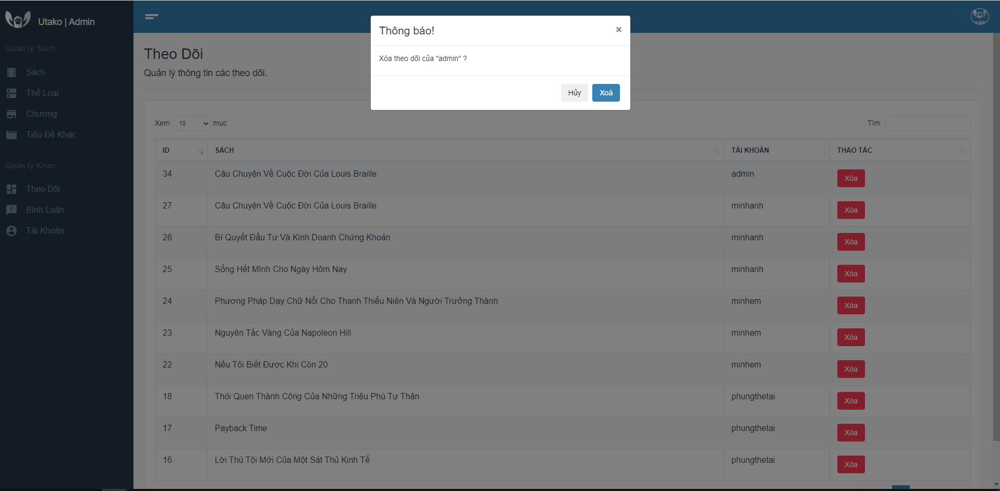 Utako | Admin
Quản lý Sách
Sách
Thể Loại
Chương
Tiêu Đề Khác
Quản lý Khác
Theo Dõi
Bình Luận
Tài Khoản
Thông báo! ×
Xóa theo dõi của "admin" ?
Hủy Xoá
Theo Dõi
Quản lý thông tin các theo dõi.
Xem 10 mục Tìm:
ID SÁCH TÀI KHOẢN THAO TÁC
34 Câu Chuyện Về Cuộc Đời Của Louis Braille admin Xóa
27 Câu Chuyện Về Cuộc Đời Của Louis Braille minhanh Xóa
26 Bí Quyết Đầu Tư Và Kinh Doanh Chứng Khoán minhanh Xóa
25 Sống Hết Mình Cho Ngày Hôm Nay minhanh Xóa
24 Phương Pháp Dạy Chữ Nổi Cho Thanh Thiếu Niên Và Người Trưởng Thành minhem Xóa
23 Nguyên Tắc Vàng Của Napoleon Hill minhem Xóa
22 Nếu Tôi Biết Được Khi Còn 20 minhem Xóa
18 Thói Quen Thành Công Của Những Triệu Phú Tự Thân phungthetai Xóa
17 Payback Time phungthetai Xóa
16 Lời Thú Tội Mới Của Một Sát Thủ Kinh Tế phungthetai Xóa